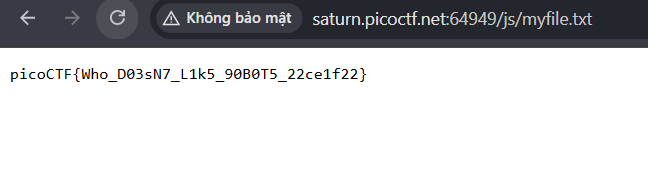 Không bảo mật saturn.picoctf.net:64949/js/myfile.txt
picoCTF{Who_D03sN7_L1k5_90B0T5_22ce1f22}